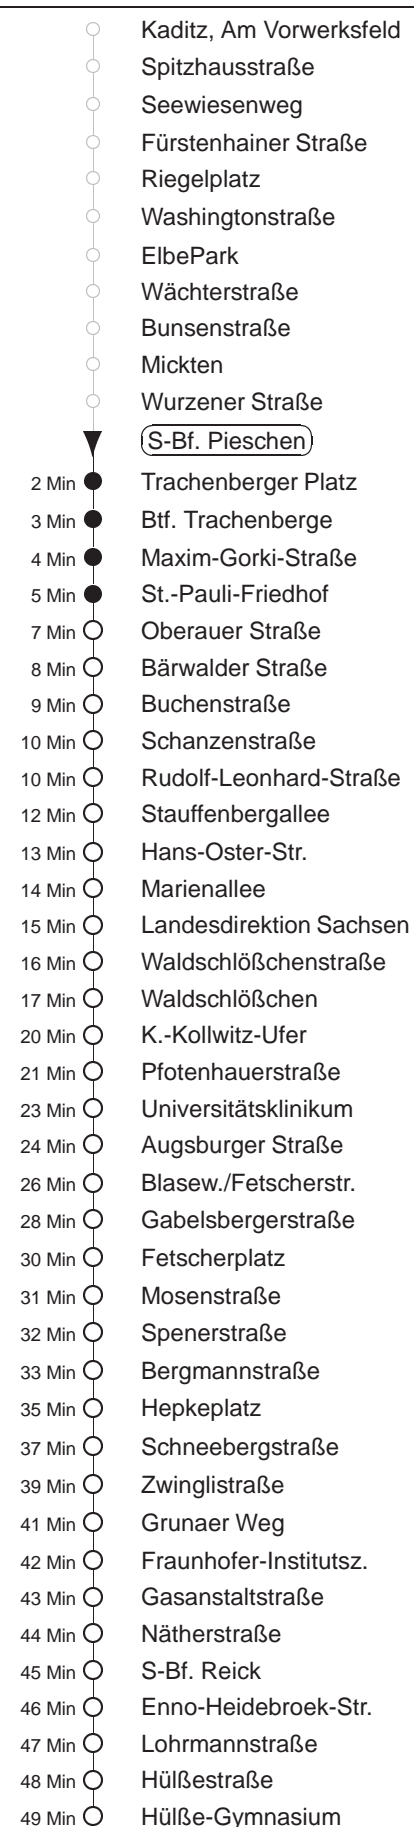 Kaditz, Am Vorwerksfeld
Spitzhausstraße
Seewiesenweg
Fürstenhainer Straße
Riegelplatz
Washingtonstraße
ElbePark
Wächterstraße
Bunsenstraße
Mickten
Wurzener Straße
S-Bf. Pieschen
2 Min Trachenberger Platz
3 Min Btf. Trachenberge
4 Min Maxim-Gorki-Straße
5 Min St.-Pauli-Friedhof
7 Min Oberauer Straße
8 Min Bärwalder Straße
9 Min Buchenstraße
10 Min Schanzenstraße
10 Min Rudolf-Leonhard-Straße
12 Min Stauffenbergallee
13 Min Hans-Oster-Str.
14 Min Marienallee
15 Min Landesdirektion Sachsen
16 Min Waldschlößchenstraße
17 Min Waldschlößchen
20 Min K.-Kollwitz-Ufer
21 Min Pfotenhauerstraße
23 Min Universitätsklinikum
24 Min Augsburger Straße
26 Min Blasew./Fetscherstr.
28 Min Gabelsbergerstraße
30 Min Fetscherplatz
31 Min Mosenstraße
32 Min Spenerstraße
33 Min Bergmannstraße
35 Min Hepkeplatz
37 Min Schneebergstraße
39 Min Zwinglistraße
41 Min Grunaer Weg
42 Min Fraunhofer-Institutsz.
43 Min Gasanstaltstraße
44 Min Nätherstraße
45 Min S-Bf. Reick
46 Min Enno-Heidebroek-Str.
47 Min Lohrmannstraße
48 Min Hülßestraße
49 Min Hülße-Gymnasium